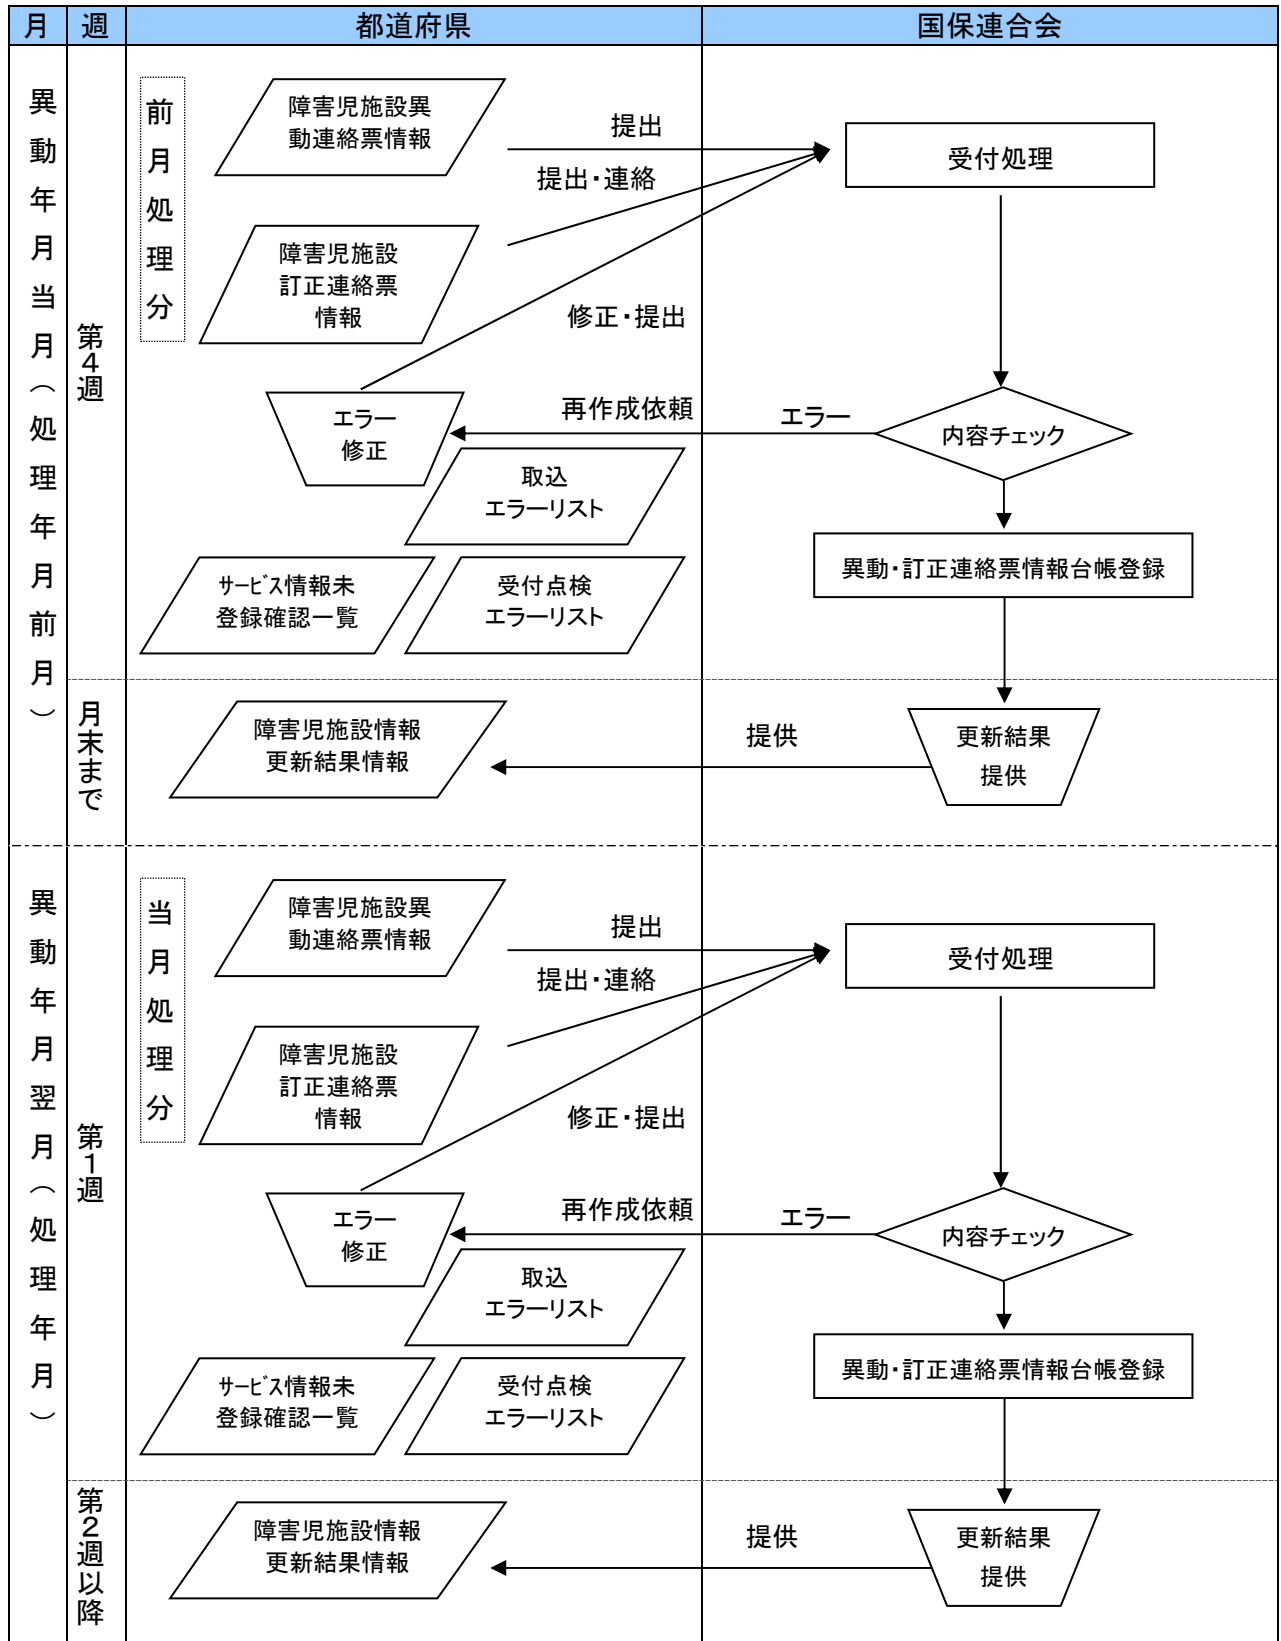 月 週 都道府県 国保連合会
異動年月当月（処理年月前月）
第４週
前月処理分
障害児施設異
動連絡票情報
提出
受付処理
提出・連絡
障害児施設
訂正連絡票
情報
修正・提出
エラー
修正
再作成依頼
エラー
内容チェック
取込
エラーリスト
異動・訂正連絡票情報台帳登録
ｻｰﾋﾞｽ情報未
登録確認一覧
受付点検
エラーリスト
月末まで
障害児施設情報
更新結果情報
提供
更新結果
提供
異動年月翌月（処理年月）
第１週
当月処理分
障害児施設異
動連絡票情報
提出
受付処理
提出・連絡
障害児施設
訂正連絡票
情報
修正・提出
エラー
修正
再作成依頼
エラー
内容チェック
取込
エラーリスト
異動・訂正連絡票情報台帳登録
ｻｰﾋﾞｽ情報未
登録確認一覧
受付点検
エラーリスト
第２週以降
障害児施設情報
更新結果情報
提供
更新結果
提供